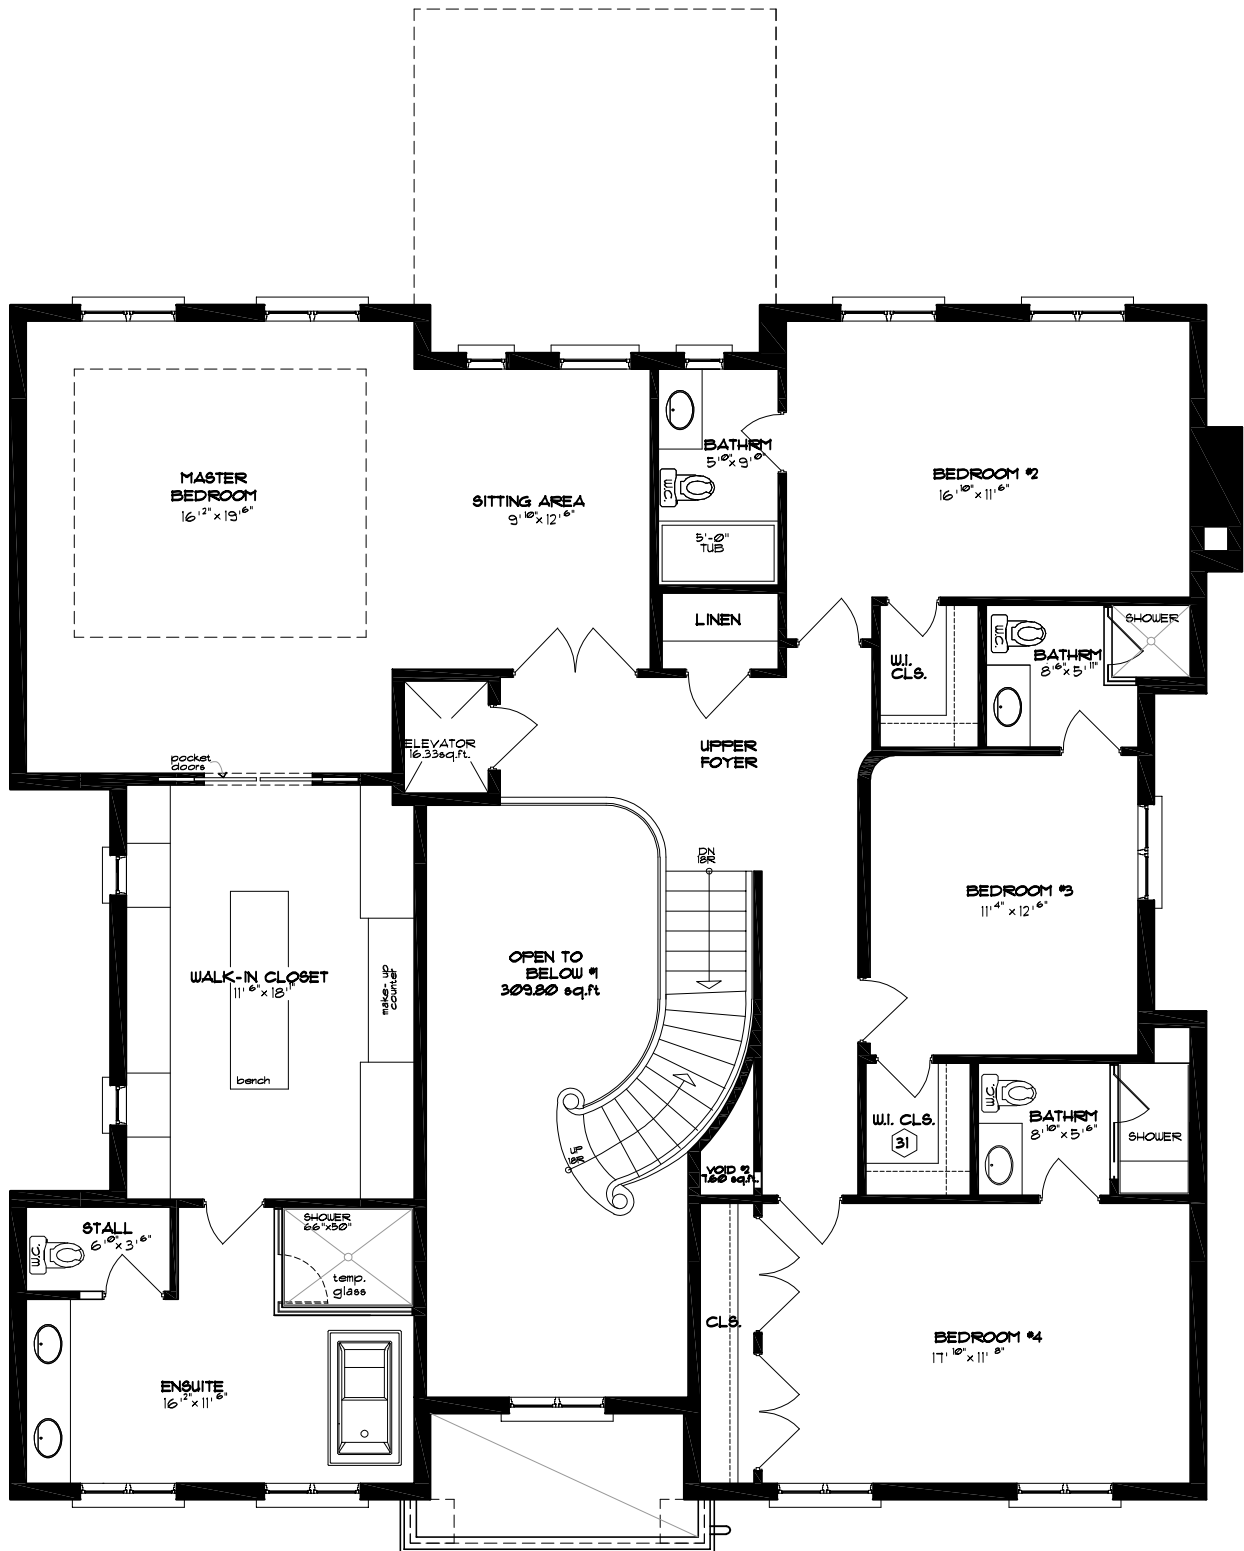 MASTER
BEDROOM
16'2" x 19'6"
SITTING AREA
9'10" x 12'6"
BATHRM
5'0" x 9'0"
W.C.
5'-0"
TUB
BEDROOM #2
16'10" x 11'6"
LINEN
W.I.
CLS.
W.C.
BATHRM
8'6" x 5'11"
SHOWER
ELEVATOR
16.33sq.ft.
UPPER
FOYER
pocket
doors
DN
18R
BEDROOM #3
11'4" x 12'6"
WALK-IN CLOSET
11'6" x 18'1"
make-up
counter
bench
OPEN TO
BELOW #1
309.80 sq.ft
UP
18R
W.I. CLS.
31
W.C.
BATHRM
8'10" x 5'6"
SHOWER
VOID #2
7.60 sq.ft.
STALL
6'0" x 3'6"
W.C.
SHOWER
66"x50"
temp.
glass
CLS.
BEDROOM #4
17'10" x 11'8"
ENSUITE
16'2" x 11'6"